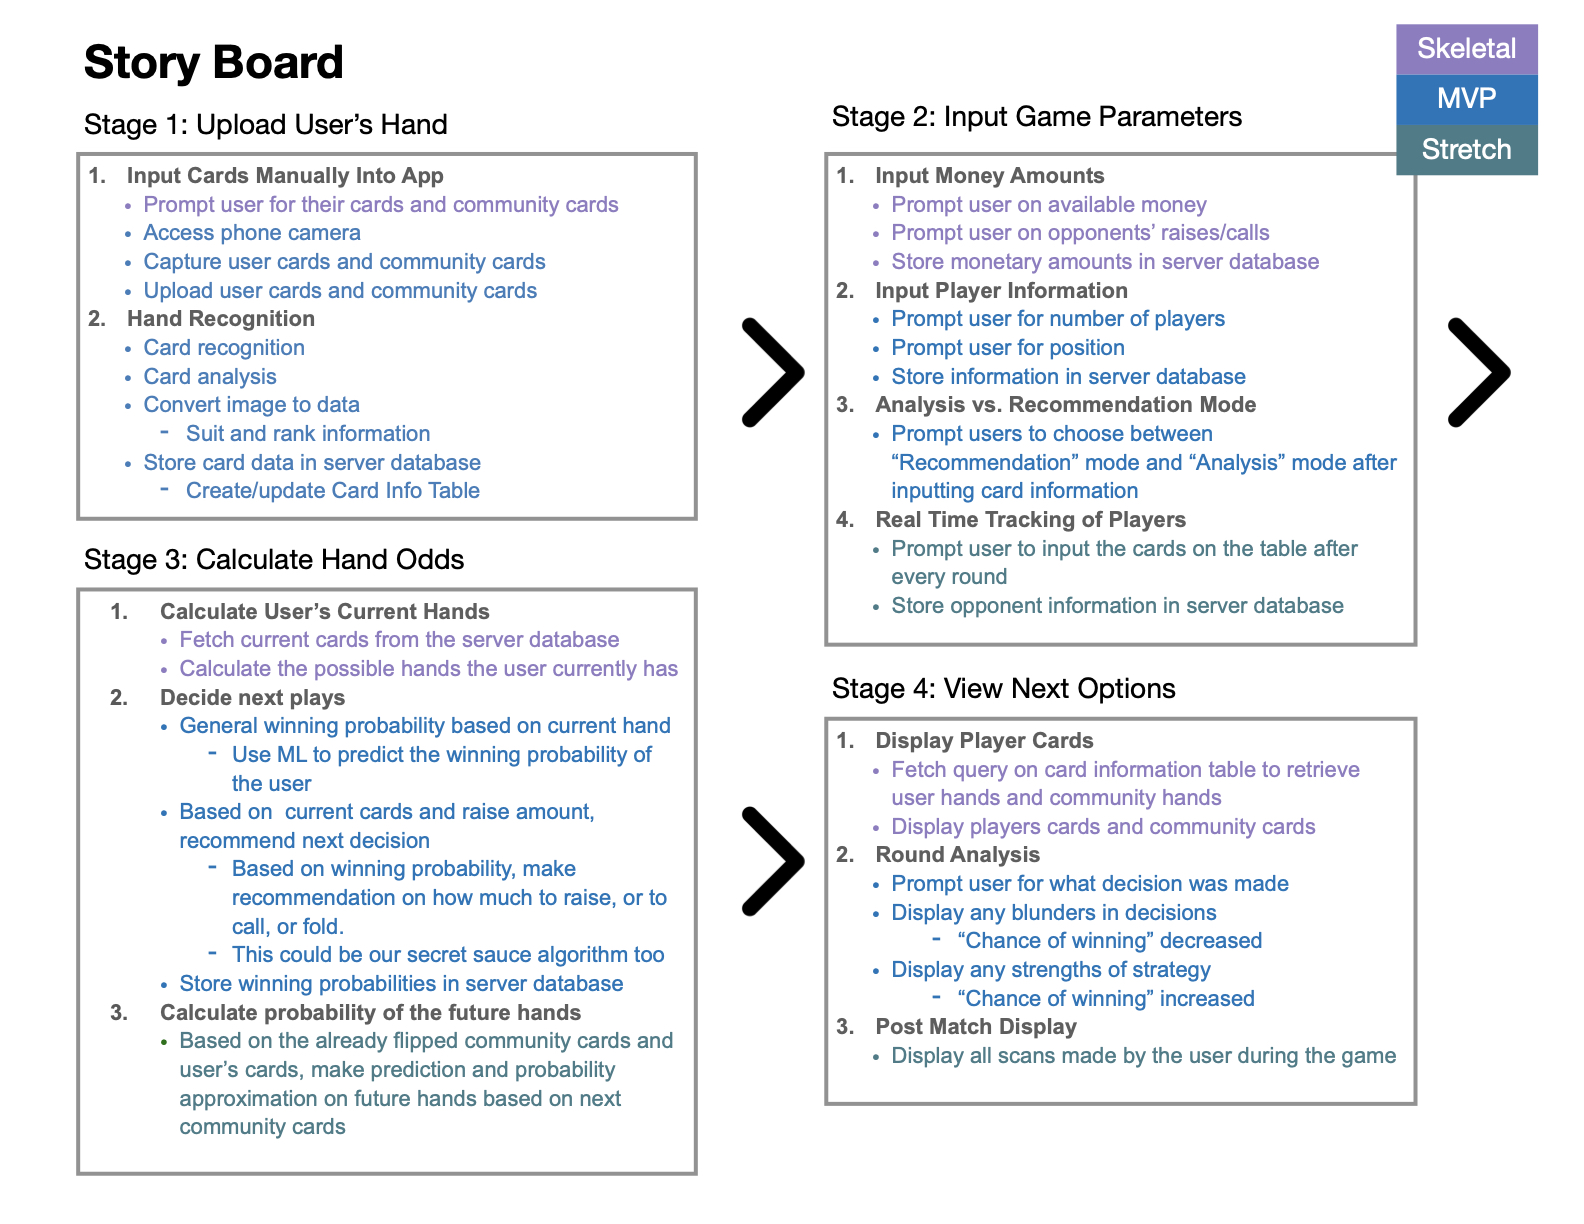 Story Board
Skeletal
MVP
Stretch
Stage 1: Upload User's Hand
1. Input Cards Manually Into App
• Prompt user for their cards and community cards
• Access phone camera
• Capture user cards and community cards
• Upload user cards and community cards
2. Hand Recognition
• Card recognition
• Card analysis
• Convert image to data
- Suit and rank information
• Store card data in server database
- Create/update Card Info Table
Stage 2: Input Game Parameters
1. Input Money Amounts
• Prompt user on available money
• Prompt user on opponents' raises/calls
• Store monetary amounts in server database
2. Input Player Information
• Prompt user for number of players
• Prompt user for position
• Store information in server database
3. Analysis vs. Recommendation Mode
• Prompt users to choose between
“Recommendation” mode and “Analysis” mode after
inputting card information
4. Real Time Tracking of Players
• Prompt user to input the cards on the table after
every round
• Store opponent information in server database
Stage 3: Calculate Hand Odds
1. Calculate User's Current Hands
• Fetch current cards from the server database
• Calculate the possible hands the user currently has
2. Decide next plays
• General winning probability based on current hand
- Use ML to predict the winning probability of
the user
• Based on  current cards and raise amount,
recommend next decision
- Based on winning probability, make
recommendation on how much to raise, or to
call, or fold.
- This could be our secret sauce algorithm too
• Store winning probabilities in server database
3. Calculate probability of the future hands
• Based on the already flipped community cards and
user's cards, make prediction and probability
approximation on future hands based on next
community cards
Stage 4: View Next Options
1. Display Player Cards
• Fetch query on card information table to retrieve
user hands and community hands
• Display players cards and community cards
2. Round Analysis
• Prompt user for what decision was made
• Display any blunders in decisions
- “Chance of winning” decreased
• Display any strengths of strategy
- “Chance of winning” increased
3. Post Match Display
• Display all scans made by the user during the game